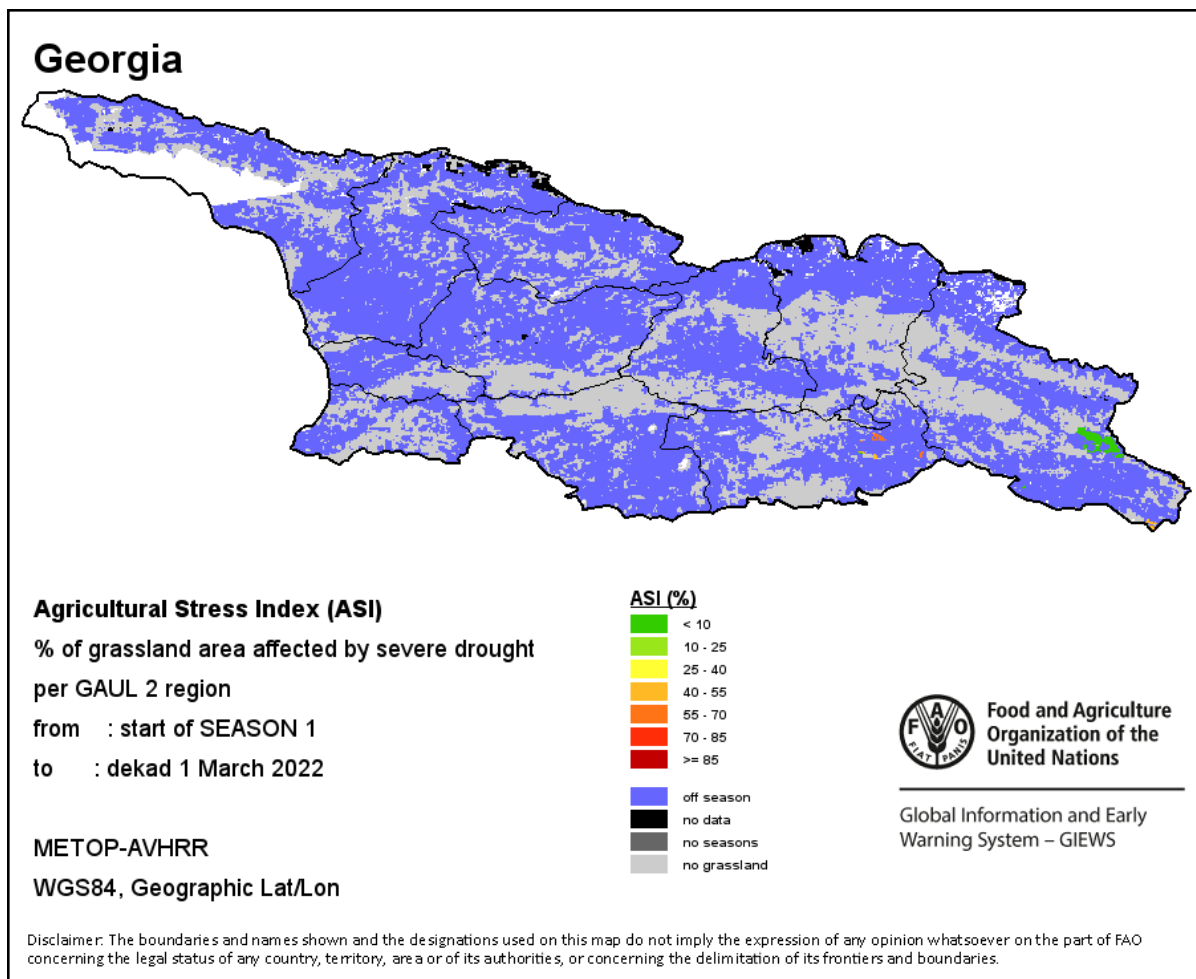 Georgia
Agricultural Stress Index (ASI)
% of grassland area affected by severe drought
per GAUL 2 region
from : start of SEASON 1
to : dekad 1 March 2022
METOP-AVHRR
WGS84, Geographic Lat/Lon
ASI (%)
< 10
10 - 25
25 - 40
40 - 55
55 - 70
70 - 85
>= 85
off season
no data
no seasons
no grassland
F A O
FIAT PANIS
Food and Agriculture
Organization of the
United Nations
Global Information and Early
Warning System – GIEWS
Disclaimer: The boundaries and names shown and the designations used on this map do not imply the expression of any opinion whatsoever on the part of FAO
concerning the legal status of any country, territory, area or of its authorities, or concerning the delimitation of its frontiers and boundaries.